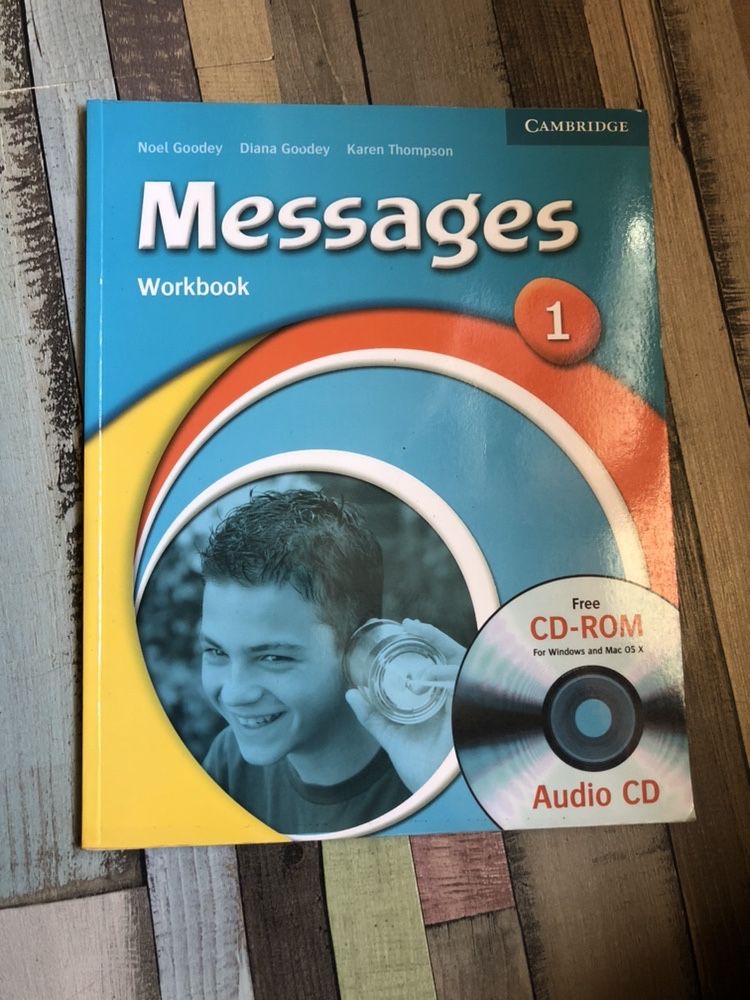 CAMBRIDGE
Noel Goodey Diana Goodey Karen Thompson
Messages
Workbook
1
Free
CD-ROM
For Windows and Mac OS X
Audio CD